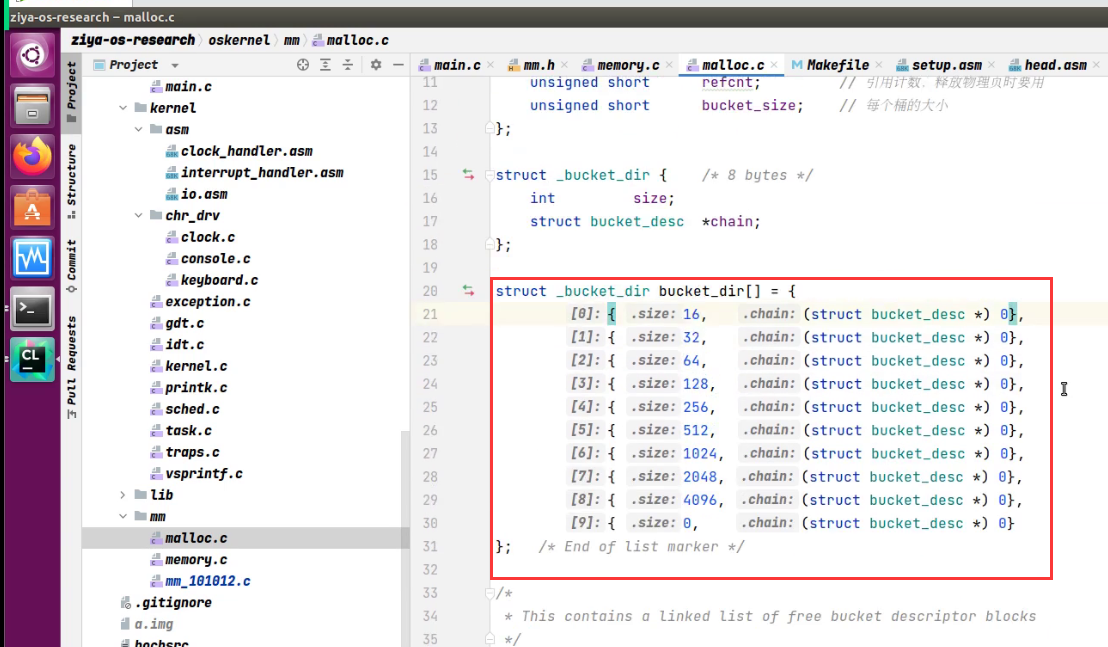 ziya-os-research – malloc.c
ziya-os-research oskernel mm malloc.c
Project
main.c mm.h memory.c malloc.c Makefile setup.asm head.asm
Project
Structure
Commit
Pull Requests
main.c
kernel
asm
clock_handler.asm
interrupt_handler.asm
io.asm
chr_drv
clock.c
console.c
keyboard.c
exception.c
gdt.c
idt.c
kernel.c
printk.c
sched.c
task.c
traps.c
vsprintf.c
lib
mm
malloc.c
memory.c
mm_101012.c
.gitignore
a.img
bochsrc
11 unsigned short refcnt; // 引用计数，释放物理页时要用
12 unsigned short bucket_size; // 每个桶的大小
13 };
14
15 struct _bucket_dir { /* 8 bytes */
16 int size;
17 struct bucket_desc *chain;
18 };
19
20 struct _bucket_dir bucket_dir[] = {
21 [0]: { .size: 16, .chain: (struct bucket_desc *) 0},
22 [1]: { .size: 32, .chain: (struct bucket_desc *) 0},
23 [2]: { .size: 64, .chain: (struct bucket_desc *) 0},
24 [3]: { .size: 128, .chain: (struct bucket_desc *) 0},
25 [4]: { .size: 256, .chain: (struct bucket_desc *) 0},
26 [5]: { .size: 512, .chain: (struct bucket_desc *) 0},
27 [6]: { .size: 1024, .chain: (struct bucket_desc *) 0},
28 [7]: { .size: 2048, .chain: (struct bucket_desc *) 0},
29 [8]: { .size: 4096, .chain: (struct bucket_desc *) 0},
30 [9]: { .size: 0, .chain: (struct bucket_desc *) 0}
31 }; /* End of list marker */
32
33 /*
34 * This contains a linked list of free bucket descriptor blocks
35 */
CL